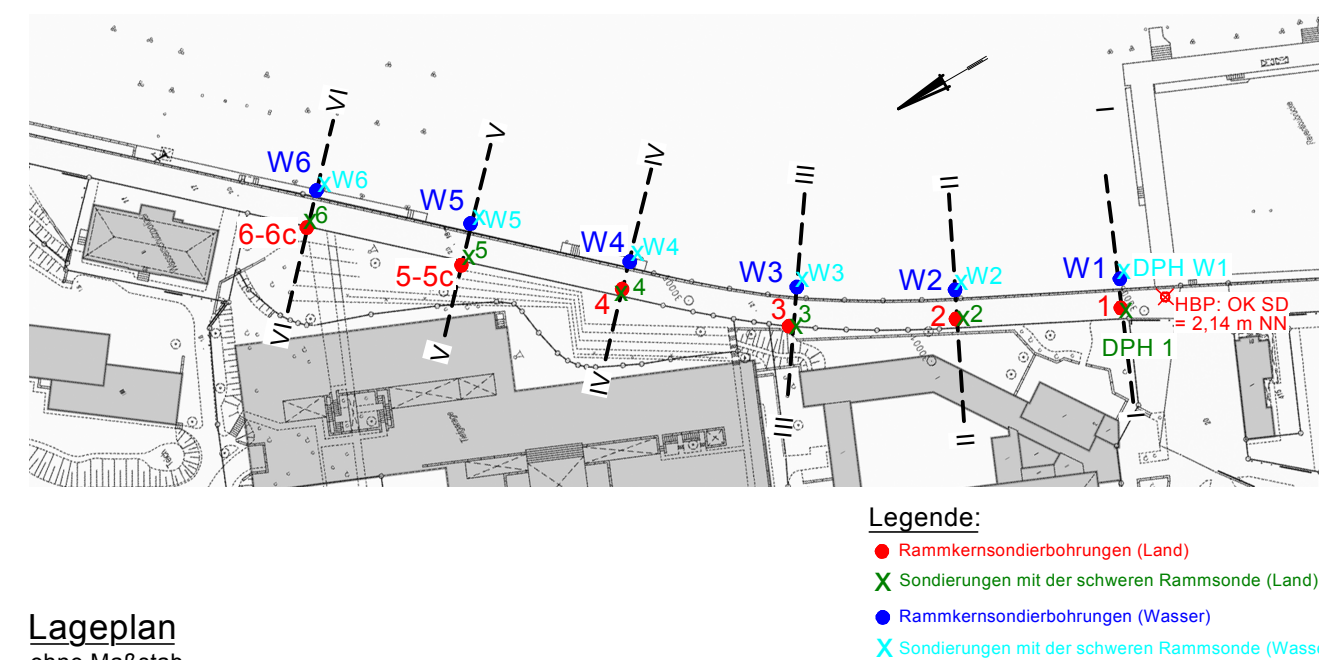 VI
V
IV
III
II
I
W6
xW6
W5
xW5
W4
xW4
W3
xW3
W2
xW2
W1
xDPH W1
6-6c
x6
5-5c
x5
4
x4
3
x3
2
x2
1
x
HBP: OK SD
= 2,14 m NN
DPH 1
VI
V
IV
III
II
I
Legende:
Rammkernsondierbohrungen (Land)
X Sondierungen mit der schweren Rammsonde (Land)
Rammkernsondierbohrungen (Wasser)
X Sondierungen mit der schweren Rammsonde (Wasse
Lageplan
ohne Maßstab